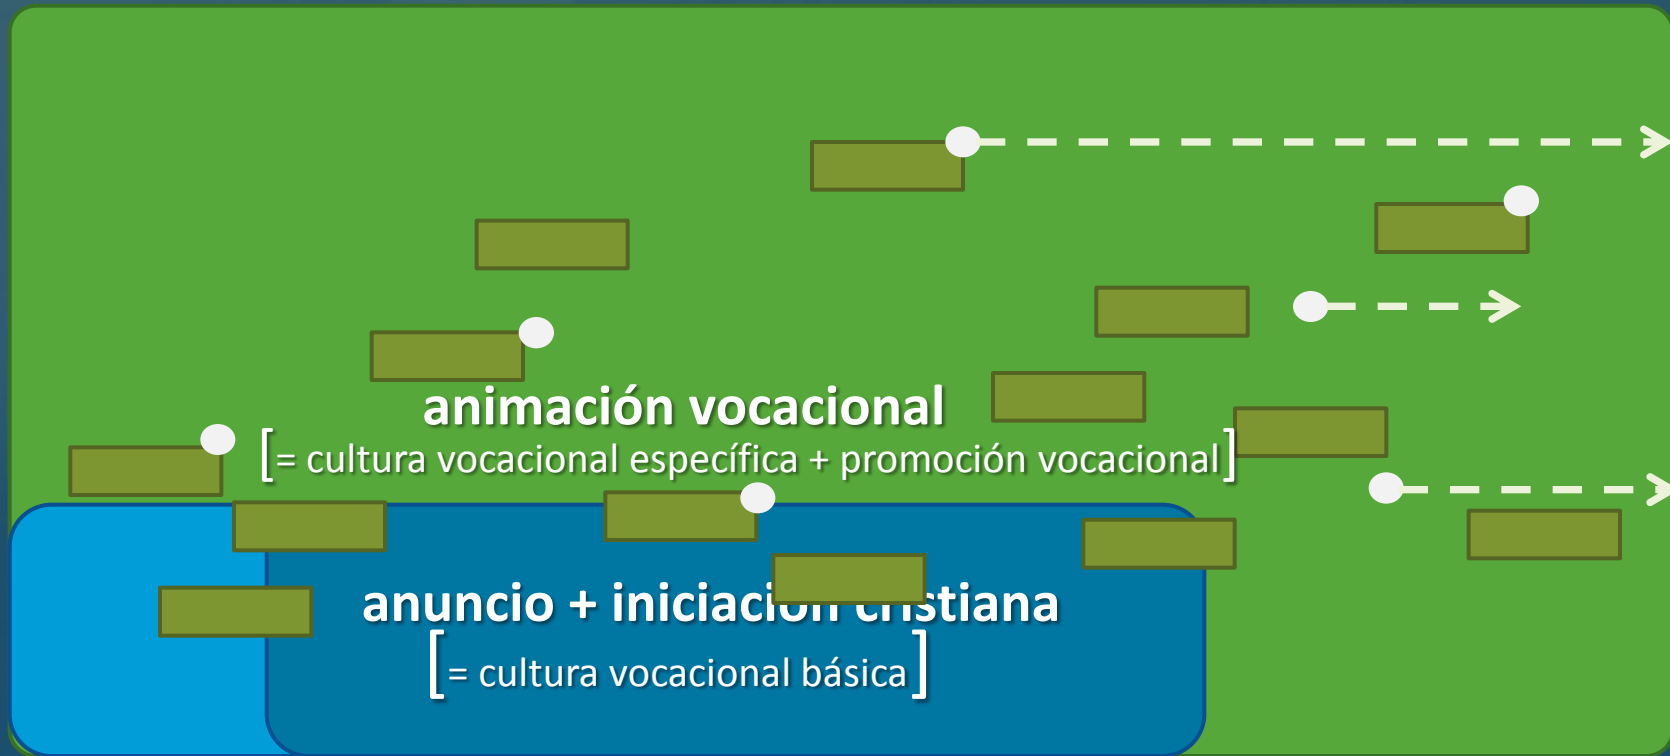 animación vocacional
[= cultura vocacional específica + promoción vocacional]
anuncio + iniciación cristiana
[= cultura vocacional básica]